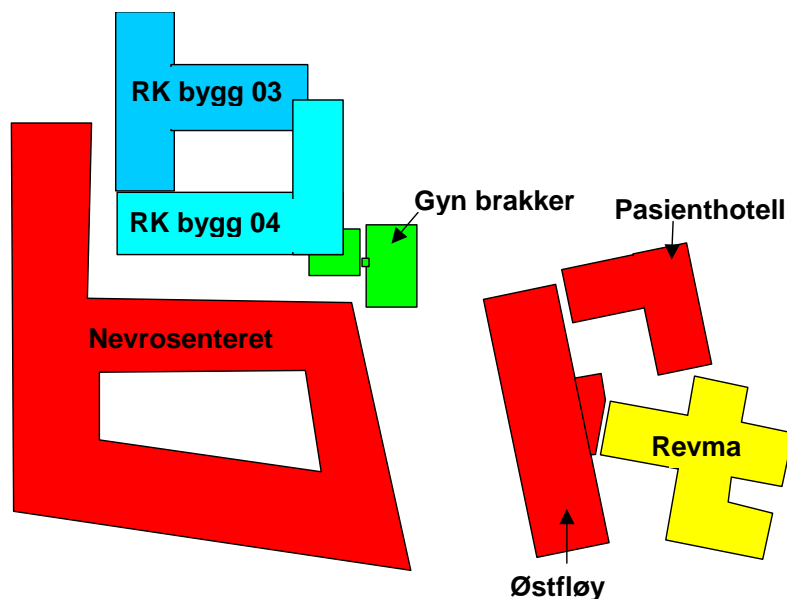 RK bygg 03
Gyn brakker
Pasienthotell
RK bygg 04
Nevrosenteret
Revma
Østfløy